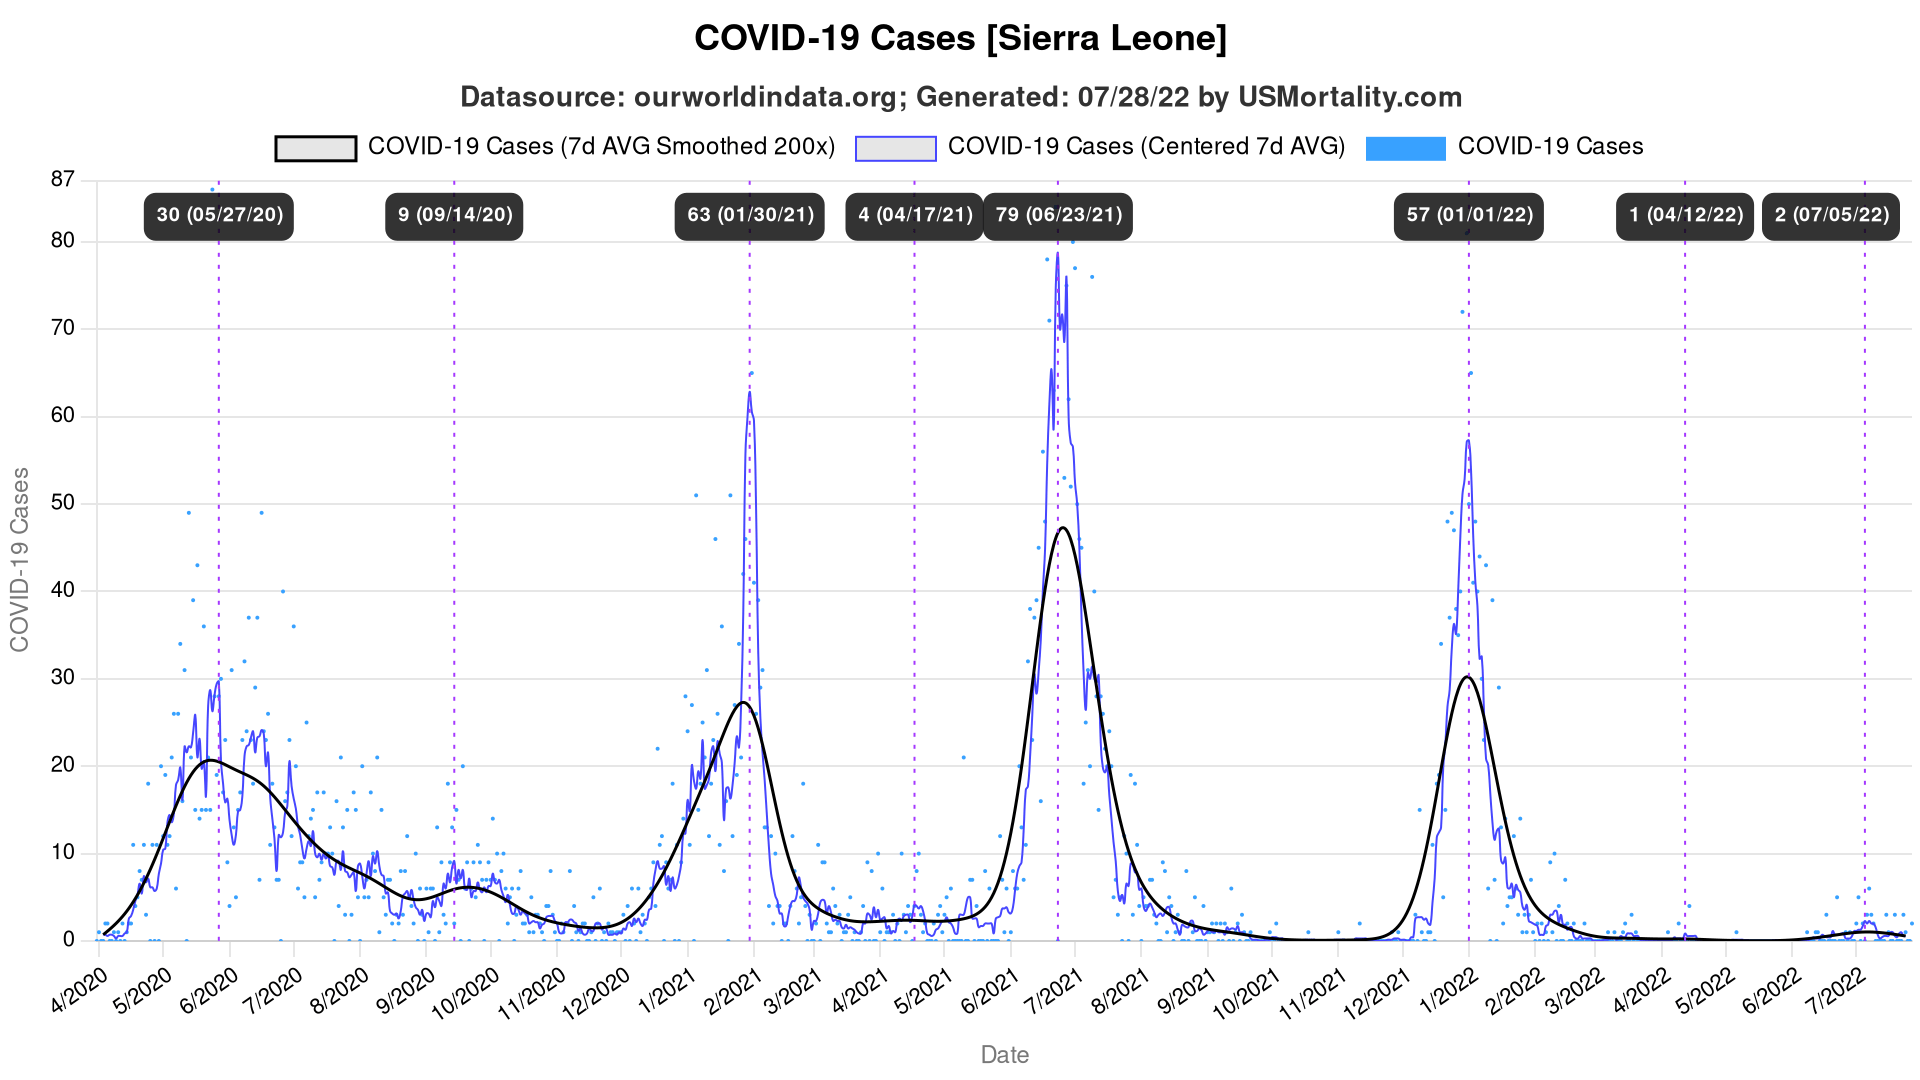 COVID-19 Cases [Sierra Leone]
Datasource: ourworldindata.org; Generated: 07/28/22 by USMortality.com
COVID-19 Cases (7d AVG Smoothed 200x) COVID-19 Cases (Centered 7d AVG) COVID-19 Cases
87
30 (05/27/20) 9 (09/14/20) 63 (01/30/21) 4 (04/17/21) 79 (06/23/21) 57 (01/01/22) 1 (04/12/22) 2 (07/05/22)
80
70
60
50
40
30
20
10
0
COVID-19 Cases
4/2020 5/2020 6/2020 7/2020 8/2020 9/2020 10/2020 11/2020 12/2020 1/2021 2/2021 3/2021 4/2021 5/2021 6/2021 7/2021 8/2021 9/2021 10/2021 11/2021 12/2021 1/2022 2/2022 3/2022 4/2022 5/2022 6/2022 7/2022
Date